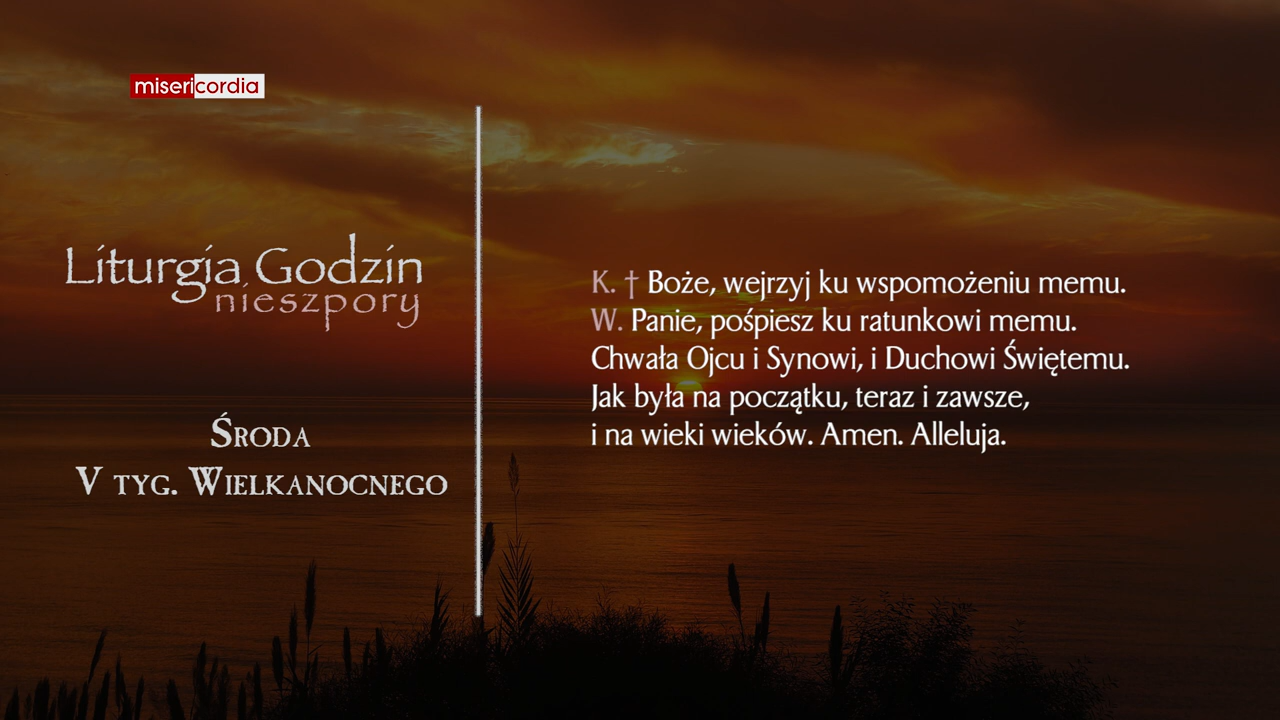 misericordia
Liturgia Godzin
nieszpory
Środa
V tyg. Wielkanocnego
K. † Boże, wejrzyj ku wspomożeniu memu.
W. Panie, pośpiesz ku ratunkowi memu.
Chwała Ojcu i Synowi, i Duchowi Świętemu.
Jak była na początku, teraz i zawsze,
i na wieki wieków. Amen. Alleluja.